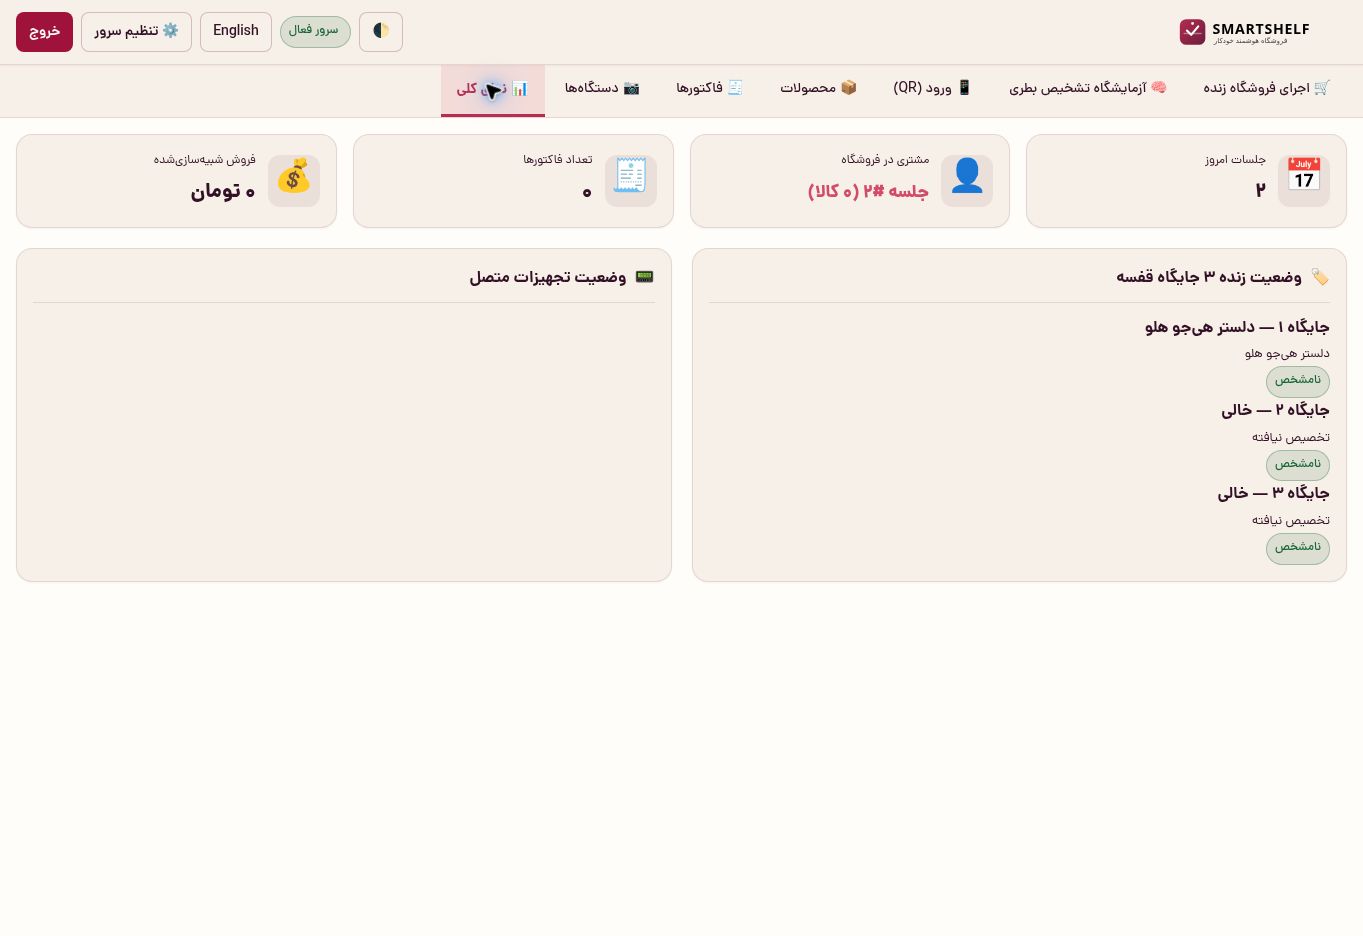 SMARTSHELF
فروشگاه هوشمند خودکار
سرور فعال
English
تنظیم سرور
خروج
اجرای فروشگاه زنده
آزمایشگاه تشخیص بطری
ورود (QR)
محصولات
فاکتورها
دستگاه‌ها
کلی
جلسات امروز
۲
مشتری در فروشگاه
جلسه #۲ (۰ کالا)
تعداد فاکتورها
۰
فروش شبیه‌سازی‌شده
۰ تومان
وضعیت زنده ۳ جایگاه قفسه
جایگاه ۱ — دلستر هی‌جو هلو
دلستر هی‌جو هلو
نامشخص
جایگاه ۲ — خالی
تخصیص نیافته
نامشخص
جایگاه ۳ — خالی
تخصیص نیافته
نامشخص
وضعیت تجهیزات متصل